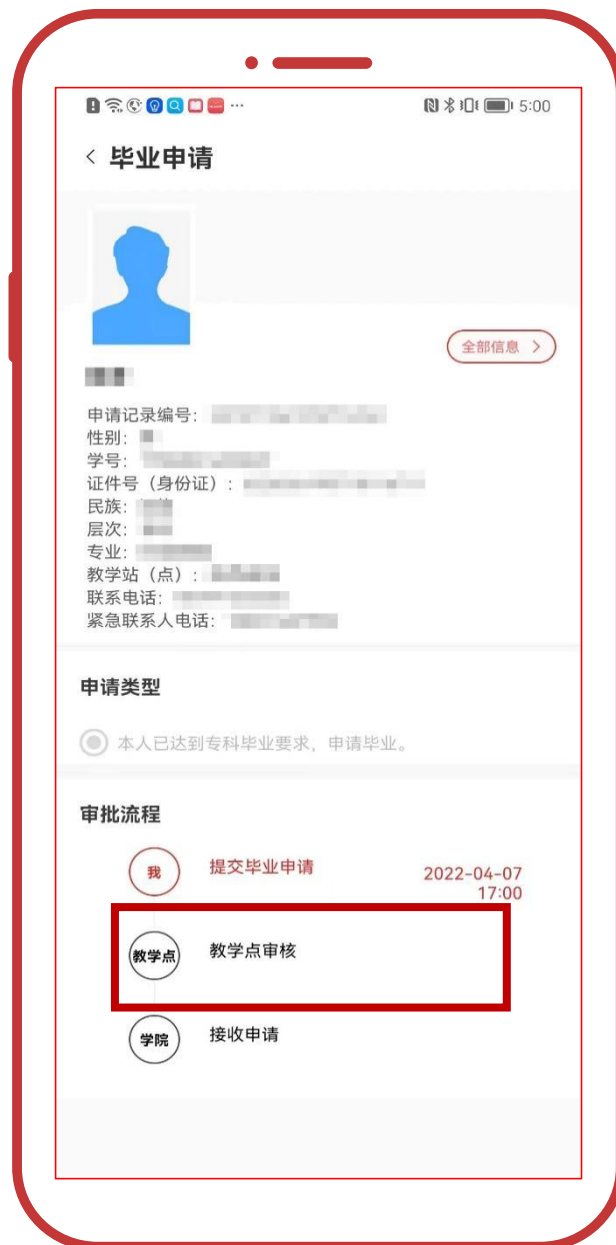 5:00
毕业申请
全部信息
申请记录编号：
性别：
学号：
证件号（身份证）：
民族：
层次：
专业：
教学站（点）：
联系电话：
紧急联系人电话：
申请类型
本人已达到专科毕业要求，申请毕业。
审批流程
我 提交毕业申请 2022-04-07
17:00
教学点 教学点审核
学院 接收申请